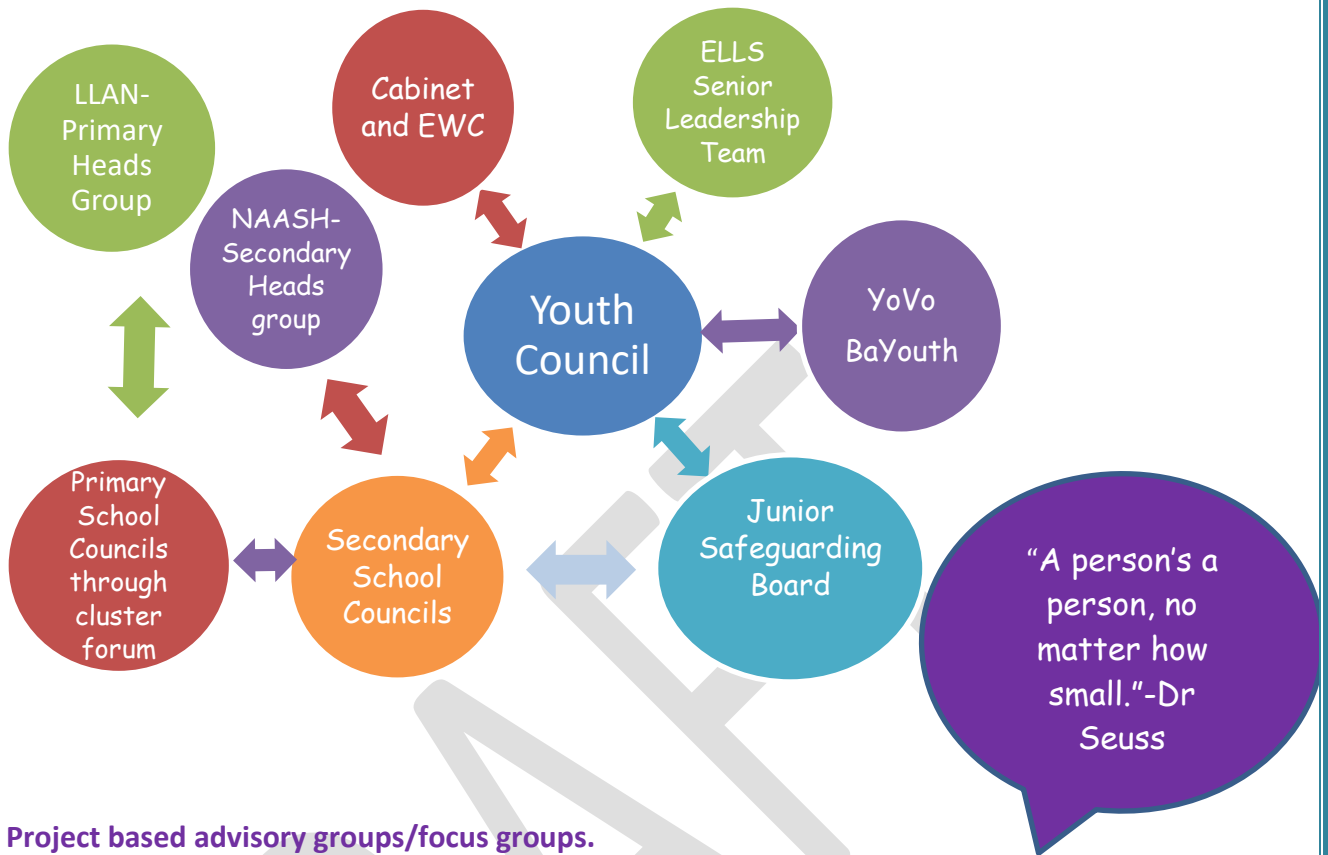 LLAN-
Primary
Heads
Group
Cabinet
and EWC
ELLS
Senior
Leadership
Team
NAASH-
Secondary
Heads
group
Youth
Council
YoVo
BaYouth
Primary
School
Councils
through
cluster
forum
Secondary
School
Councils
Junior
Safeguarding
Board
“A person’s a
person, no
matter how
small.”-Dr
Seuss
Project based advisory groups/focus groups.